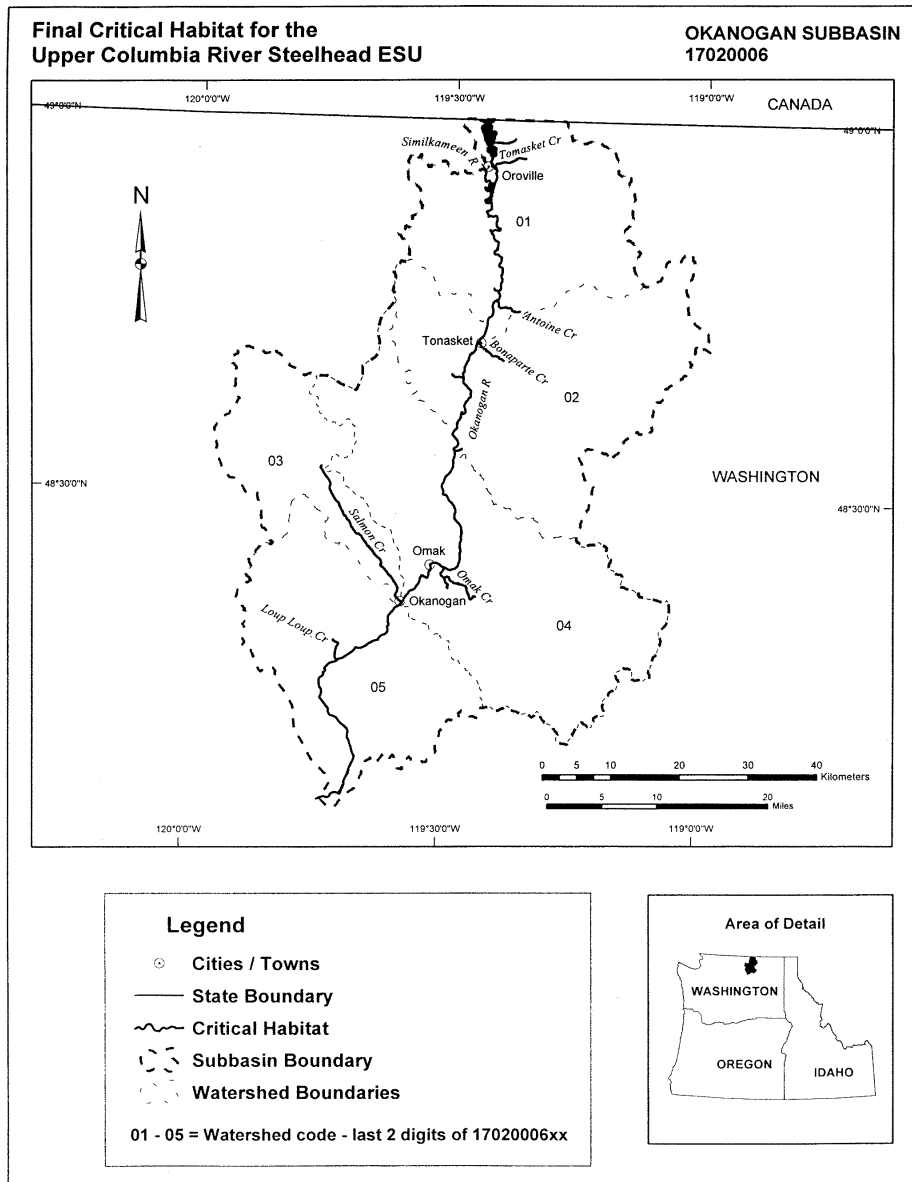 Final Critical Habitat for the
Upper Columbia River Steelhead ESU
OKANOGAN SUBBASIN
17020006
120°0'0"W
119°30'0"W
119°0'0"W
CANADA
49°0'0"N
49°0'0"N
Similkameen R
Tomasket Cr
Oroville
N
01
Antoine Cr
Tonasket
Bonaparte Cr
Okanogan R
02
03
WASHINGTON
48°30'0"N
48°30'0"N
Salmon Cr
Omak
Omak Cr
Okanogan
Loup Loup Cr
04
05
0 5 10 20 30 40
Kilometers
0 5 10 20
Miles
120°0'0"W
119°30'0"W
119°0'0"W
Legend
Cities / Towns
State Boundary
Critical Habitat
Subbasin Boundary
Watershed Boundaries
01 - 05 = Watershed code - last 2 digits of 17020006xx
Area of Detail
WASHINGTON
OREGON
IDAHO